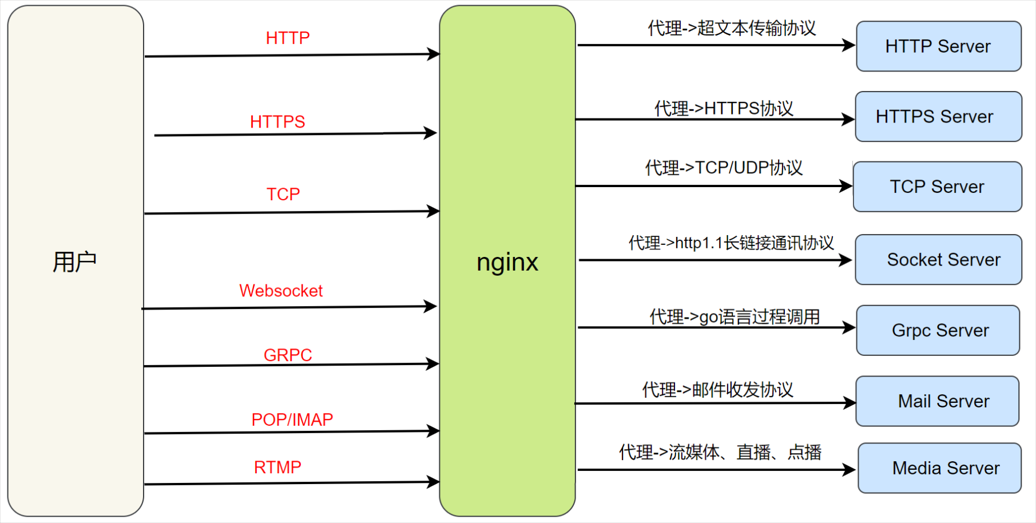 用户
HTTP
HTTPS
TCP
Websocket
GRPC
POP/IMAP
RTMP
nginx
代理->超文本传输协议
代理->HTTPS协议
代理->TCP/UDP协议
代理->http1.1长链接通讯协议
代理->go语言过程调用
代理->邮件收发协议
代理->流媒体、直播、点播
HTTP Server
HTTPS Server
TCP Server
Socket Server
Grpc Server
Mail Server
Media Server